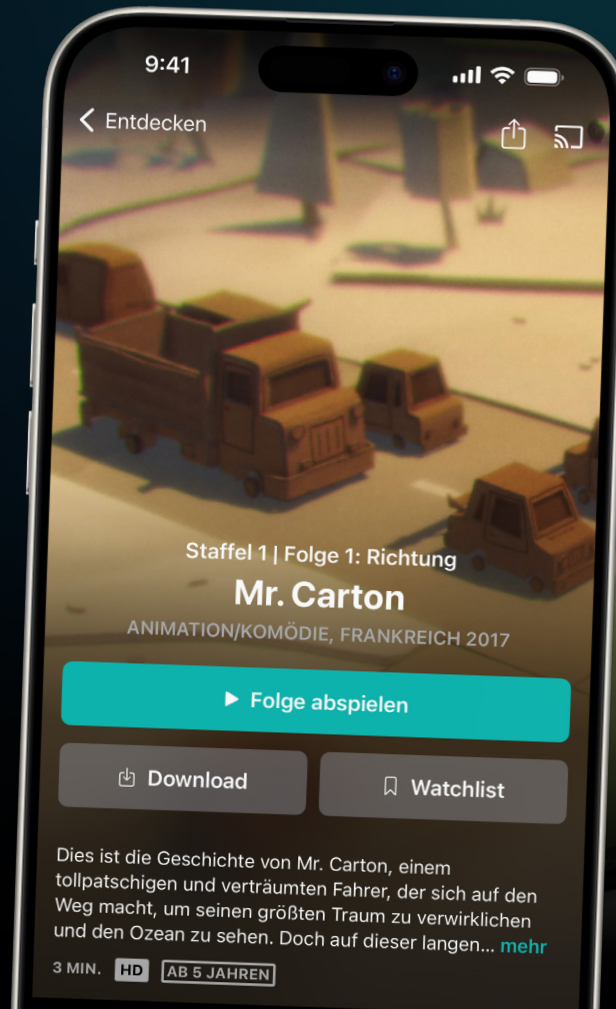 9:41
Entdecken
Staffel 1 | Folge 1: Richtung
Mr. Carton
ANIMATION/KOMÖDIE, FRANKREICH 2017
Folge abspielen
Download
Watchlist
Dies ist die Geschichte von Mr. Carton, einem
tollpatschigen und verträumten Fahrer, der sich auf den
Weg macht, um seinen größten Traum zu verwirklichen
und den Ozean zu sehen. Doch auf dieser langen... mehr
3 MIN. HD AB 5 JAHREN